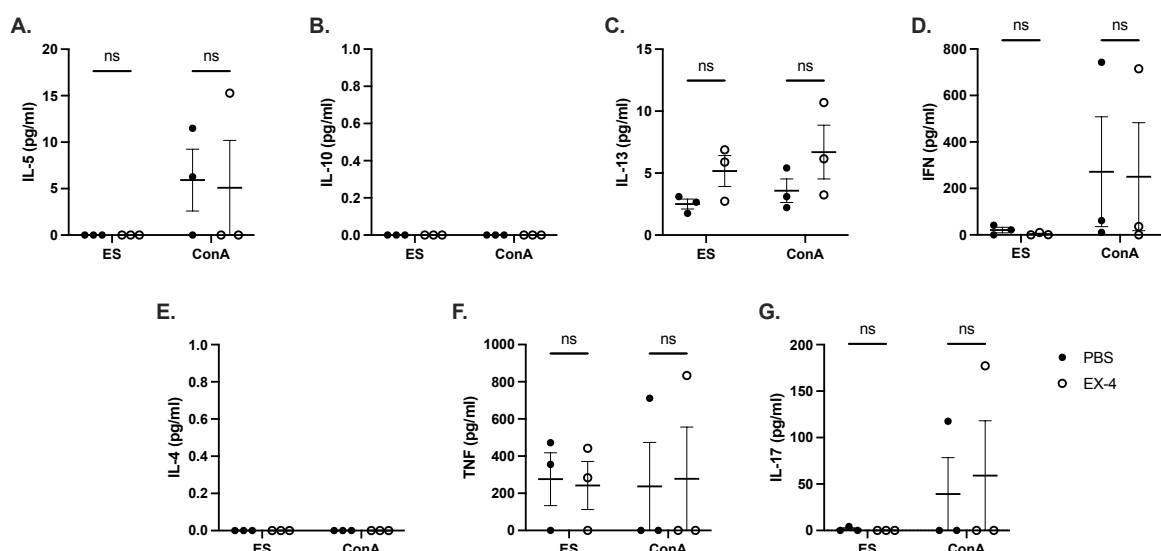 A.
IL-5 (pg/ml)
20
15
10
5
0
ns
ns
ES
ConA
B.
IL-10 (pg/ml)
1.0
0.8
0.6
0.4
0.2
0.0
ES
ConA
C.
IL-13 (pg/ml)
15
10
5
0
ns
ns
ES
ConA
D.
IFN (pg/ml)
800
600
400
200
0
ns
ns
ES
ConA
E.
IL-4 (pg/ml)
1.0
0.8
0.6
0.4
0.2
0.0
ES
ConA
F.
TNF (pg/ml)
1000
800
600
400
200
0
ns
ns
ES
ConA
G.
IL-17 (pg/ml)
200
150
100
50
0
ns
ns
ES
ConA
PBS
EX-4